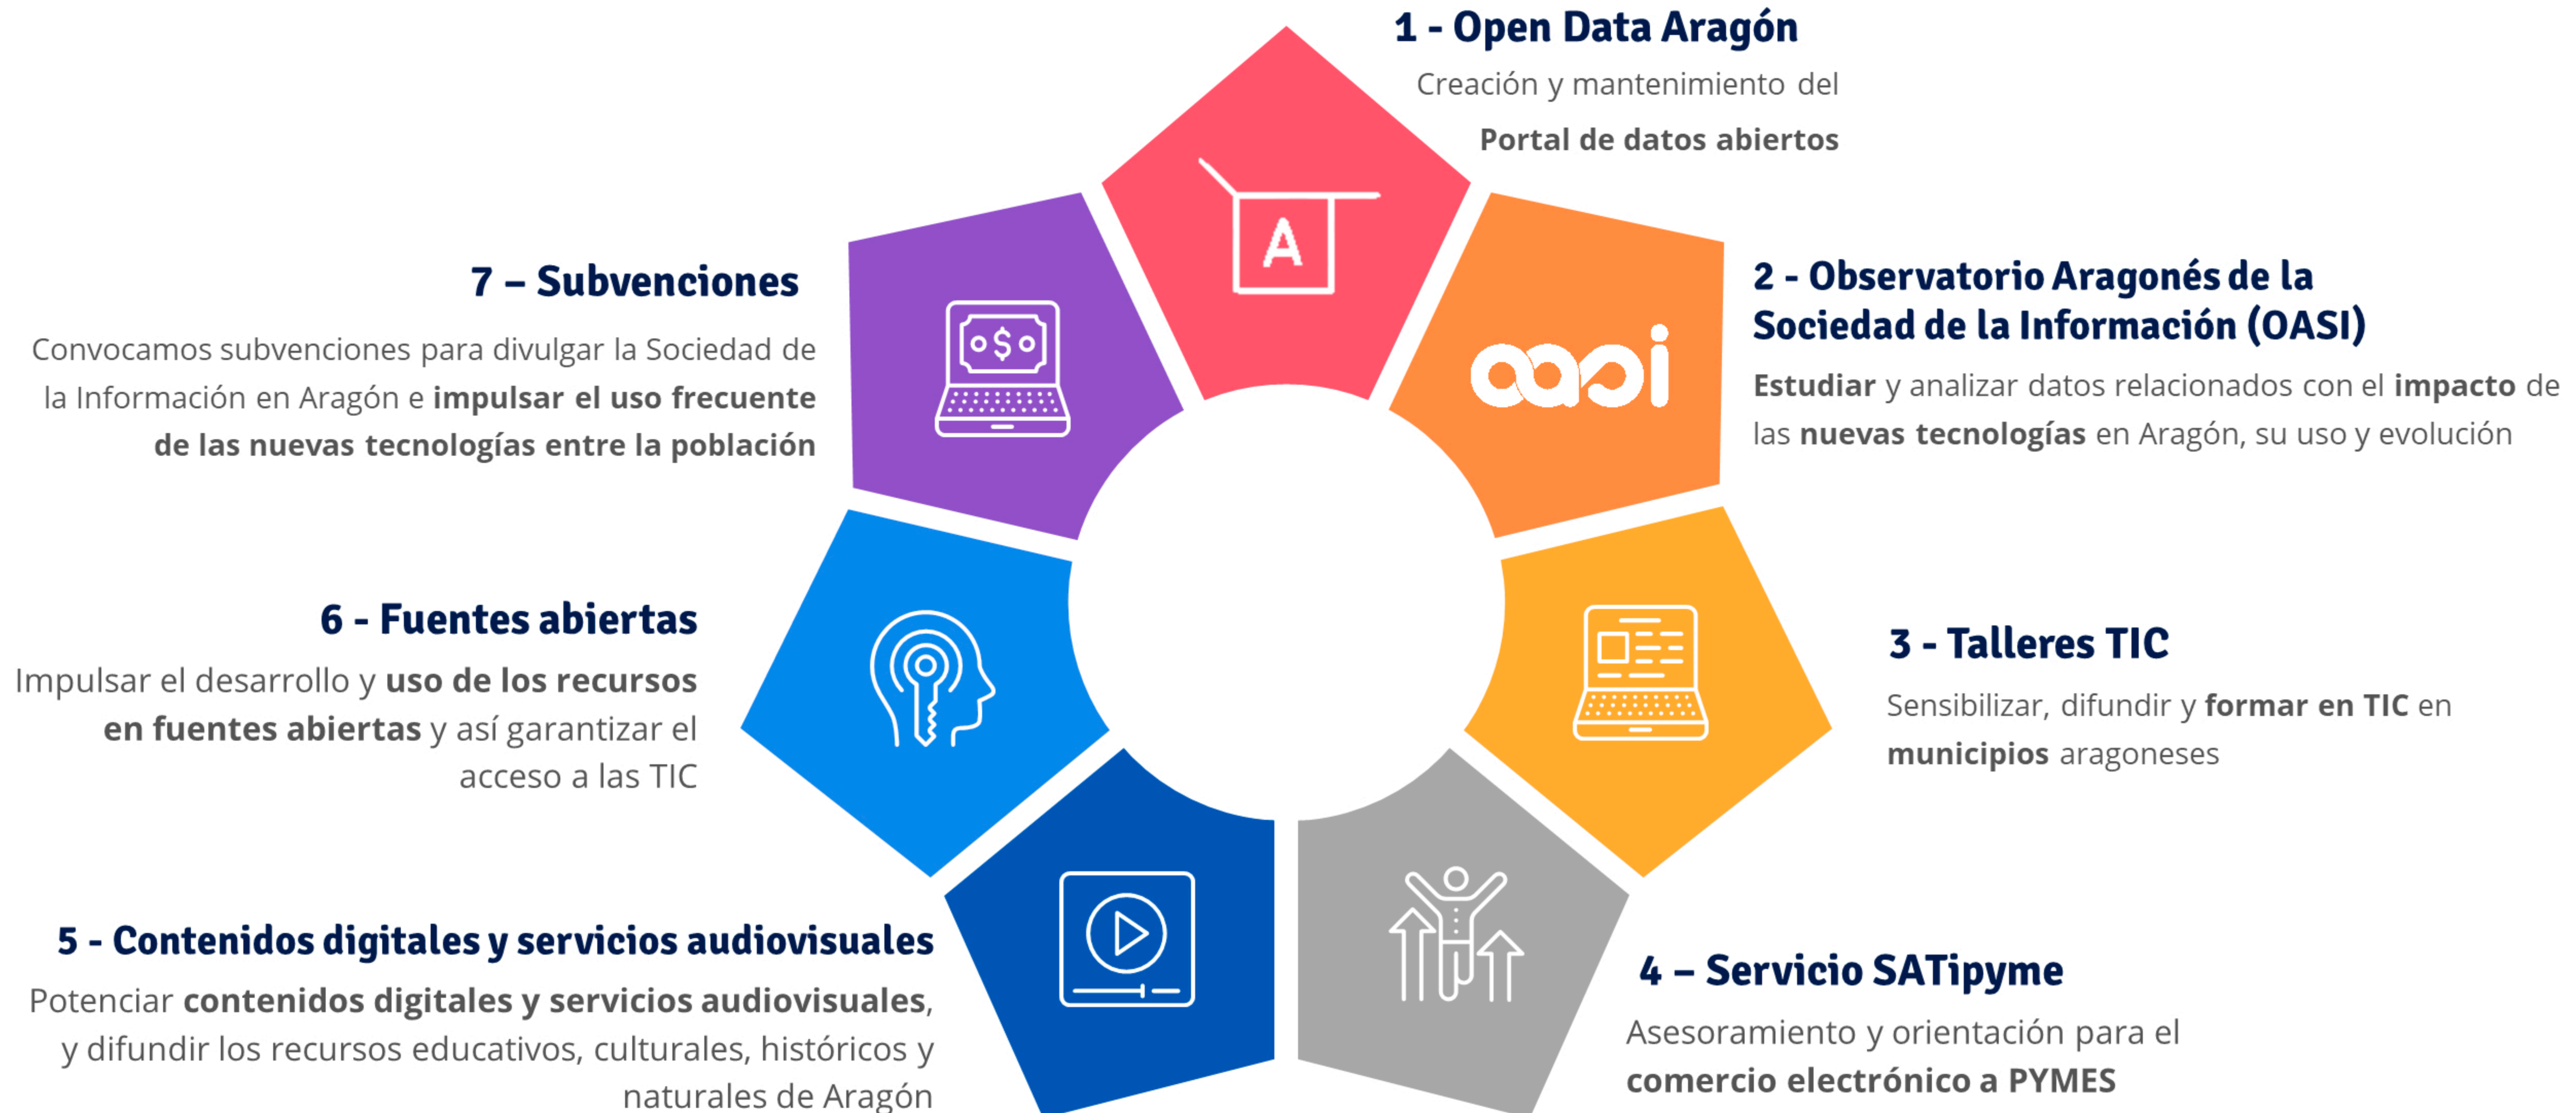 1 - Open Data Aragón
Creación y mantenimiento del
Portal de datos abiertos
A
2 - Observatorio Aragonés de la
Sociedad de la Información (OASI)
Estudiar y analizar datos relacionados con el impacto de
las nuevas tecnologías en Aragón, su uso y evolución
oasi
3 - Talleres TIC
Sensibilizar, difundir y formar en TIC en
municipios aragoneses
4 – Servicio SATipyme
Asesoramiento y orientación para el
comercio electrónico a PYMES
5 - Contenidos digitales y servicios audiovisuales
Potenciar contenidos digitales y servicios audiovisuales,
y difundir los recursos educativos, culturales, históricos y
naturales de Aragón
6 - Fuentes abiertas
Impulsar el desarrollo y uso de los recursos
en fuentes abiertas y así garantizar el
acceso a las TIC
7 – Subvenciones
Convocamos subvenciones para divulgar la Sociedad de
la Información en Aragón e impulsar el uso frecuente
de las nuevas tecnologías entre la población
$